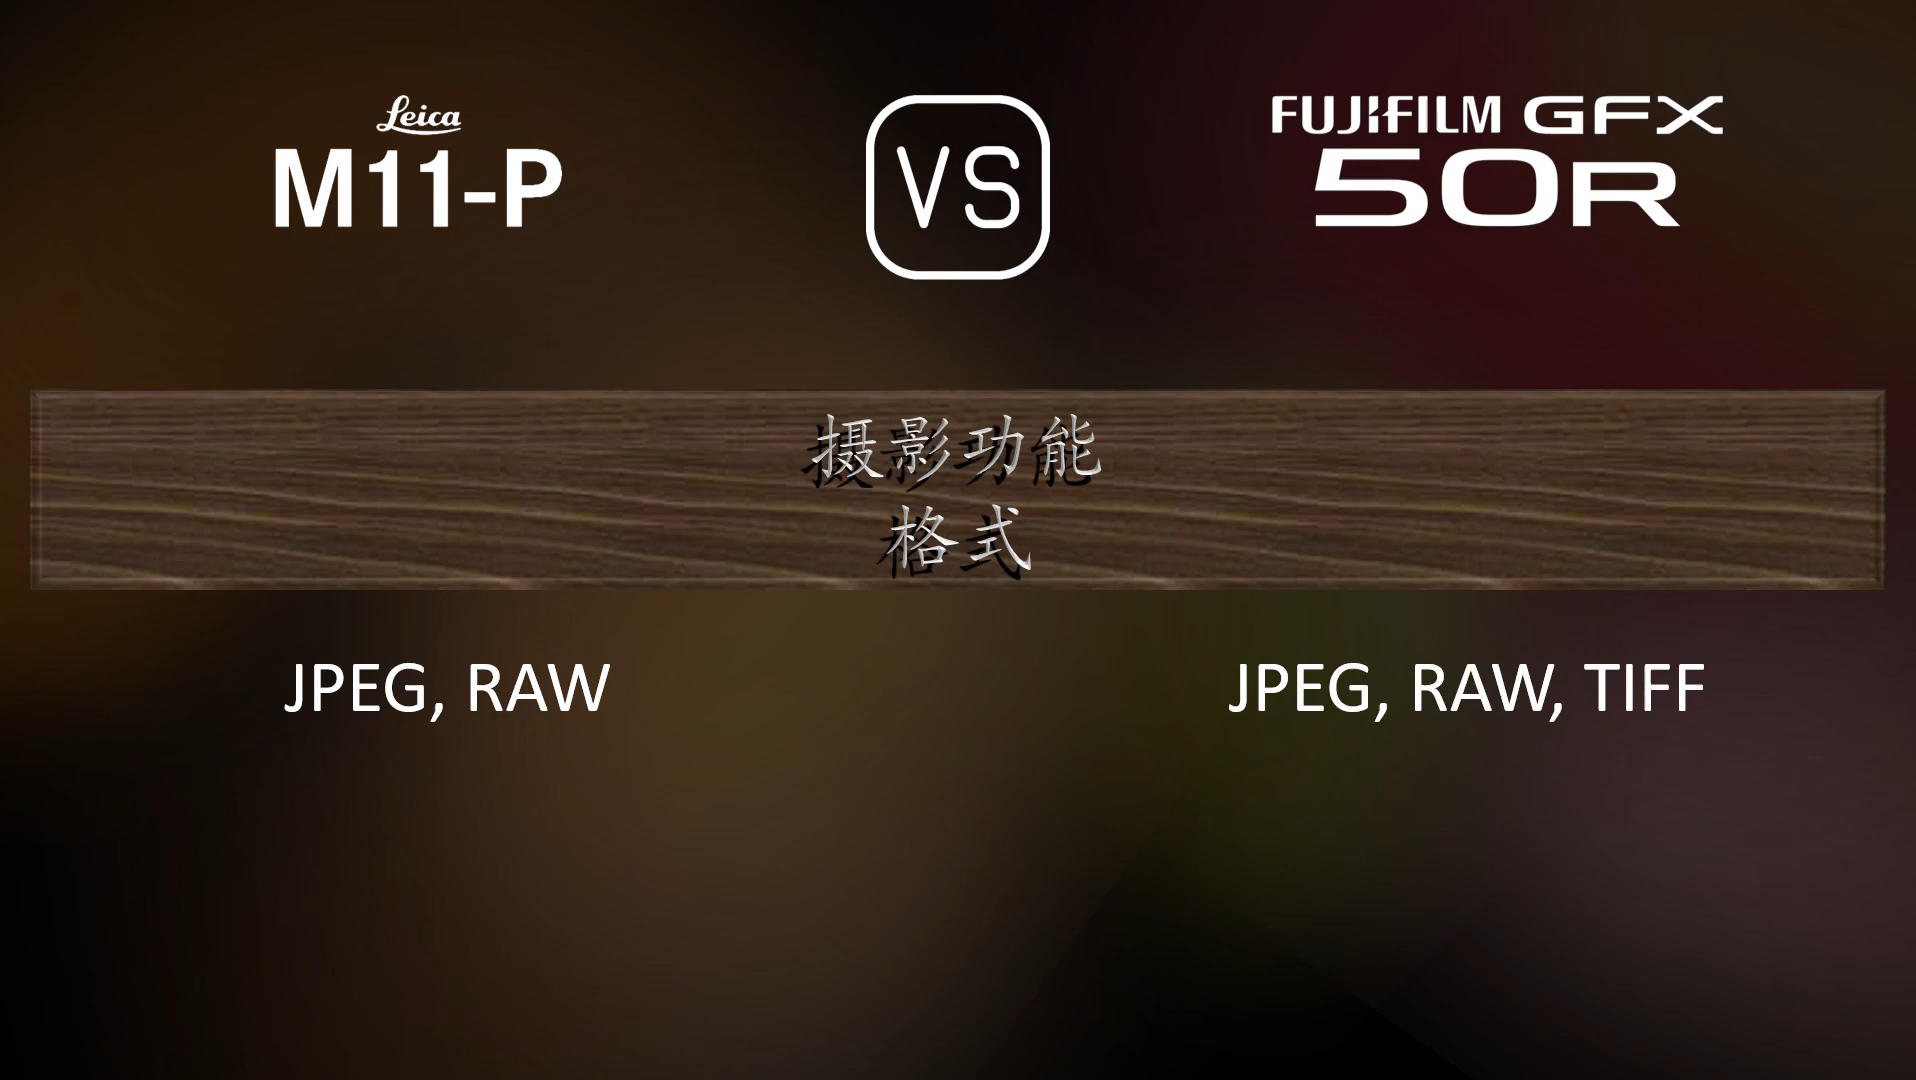 Leica
M11-P
VS
FUJIFILM GFX
50R
摄影功能
格式
JPEG, RAW
JPEG, RAW, TIFF